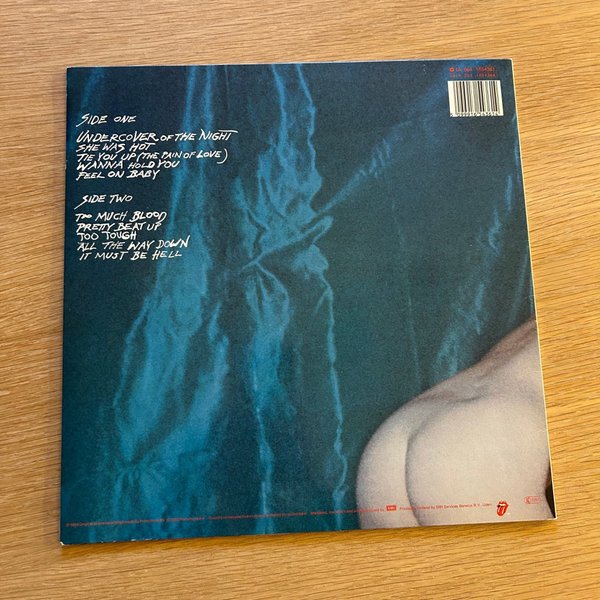 SIDE ONE
UNDERCOVER OF THE NIGHT
SHE WAS HOT
TIE YOU UP (THE PAIN OF LOVE)
WANNA HOLD YOU
FEEL ON BABY
SIDE TWO
TOO MUCH BLOOD
PRETTY BEAT UP
TOO TOUGH
ALL THE WAY DOWN
IT MUST BE HELL
EMI